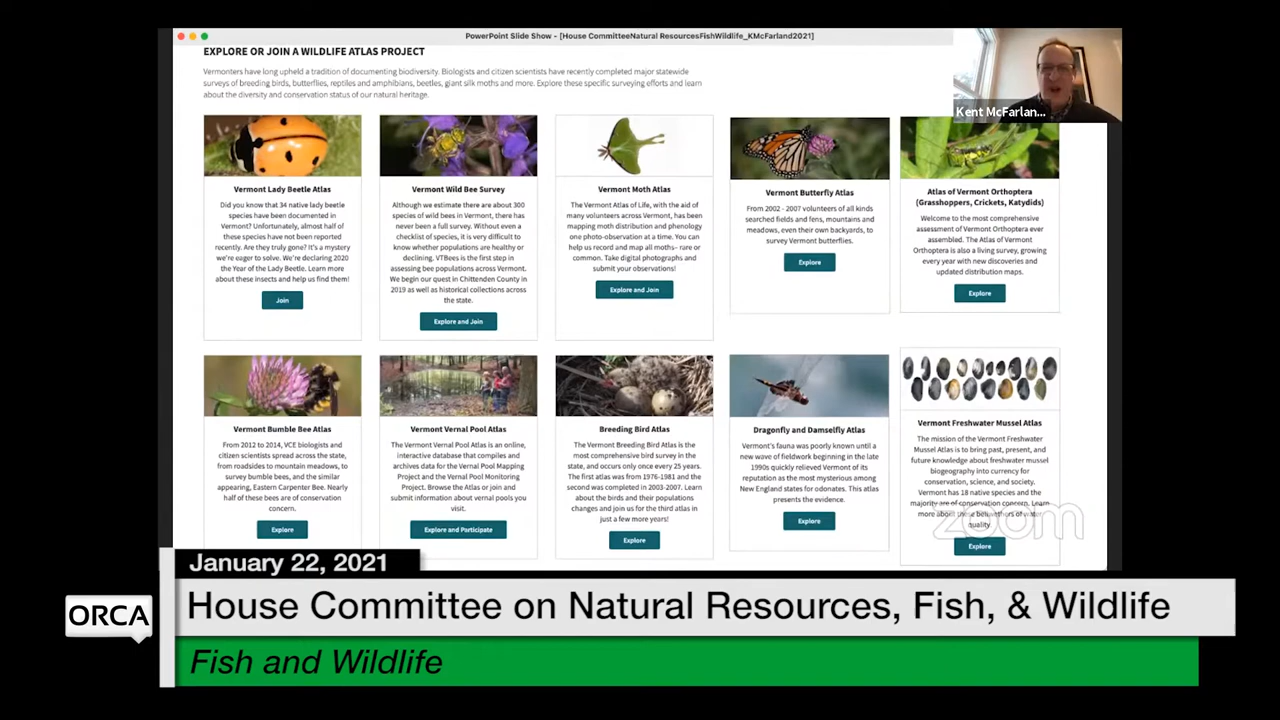 PowerPoint Slide Show - [House CommitteeNatural ResourcesFishWildlife_KMcFarland2021]
EXPLORE OR JOIN A WILDLIFE ATLAS PROJECT
Vermonters have long upheld a tradition of documenting biodiversity. Biologists and citizen scientists have recently completed major statewide
surveys of breeding birds, butterflies, reptiles and amphibians, beetles, giant silk moths and more. Explore these specific surveying efforts and learn
about the diversity and conservation status of our natural heritage.
Kent McFarlan...
Vermont Lady Beetle Atlas
Did you know that 34 native lady beetle
species have been documented in
Vermont? Unfortunately, almost half of
these species have not been reported
recently. Are they truly gone? It's a mystery
we're eager to solve. We're declaring 2020
the Year of the Lady Beetle. Learn more
about these insects and help us find them!
Join
Vermont Wild Bee Survey
Although we estimate there are about 300
species of wild bees in Vermont, there has
never been a full survey. Without even a
checklist of species, it is very difficult to
know whether populations are healthy or
declining. VTBees is the first step in
assessing bee populations across Vermont.
We begin our quest in Chittenden County in
2019 as well as historical collections across
the state.
Explore and Join
Vermont Moth Atlas
The Vermont Atlas of Life, with the aid of
many volunteers across Vermont, has been
mapping moth distribution and phenology
one photo-observation at a time. You can
help us record and map all moths– rare or
common. Take digital photographs and
submit your observations!
Explore and Join
Vermont Butterfly Atlas
From 2002 - 2007 volunteers of all kinds
searched fields and fens, mountains and
meadows, even their own backyards, to
survey Vermont butterflies.
Explore
Atlas of Vermont Orthoptera
(Grasshoppers, Crickets, Katydids)
Welcome to the most comprehensive
assessment of Vermont Orthoptera ever
assembled. The Atlas of Vermont
Orthoptera is also a living survey, growing
every year with new discoveries and
updated distribution maps.
Explore
Vermont Bumble Bee Atlas
From 2012 to 2014, VCE biologists and
citizen scientists spread across the state,
from roadsides to mountain meadows, to
survey bumble bees, and the similar
appearing, Eastern Carpenter Bee. Nearly
half of these bees are of conservation
concern.
Explore
Vermont Vernal Pool Atlas
The Vermont Vernal Pool Atlas is an online,
interactive database that compiles and
archives data for the Vernal Pool Mapping
Project and the Vernal Pool Monitoring
Project. Browse the Atlas or join and
submit information about vernal pools you
visit.
Explore and Participate
Breeding Bird Atlas
The Vermont Breeding Bird Atlas is the
most comprehensive bird survey in the
state, and occurs only once every 25 years.
The first atlas was from 1976-1981 and the
second was completed in 2003-2007. Learn
about the birds and their populations
changes and join us for the third atlas in
just a few more years!
Explore
Dragonfly and Damselfly Atlas
Vermont's fauna was poorly known until a
new wave of fieldwork beginning in the late
1990s quickly relieved Vermont of its
reputation as the most mysterious among
New England states for odonates. This atlas
presents the evidence.
Explore
Vermont Freshwater Mussel Atlas
The mission of the Vermont Freshwater
Mussel Atlas is to bring past, present, and
future knowledge about freshwater mussel
biogeography into currency for
conservation, science, and society.
Vermont has 18 native species and the
majority are of conservation concern. Learn
more about these bellwethers of water
quality.
Explore
zoom
January 22, 2021
ORCA
House Committee on Natural Resources, Fish, & Wildlife
Fish and Wildlife